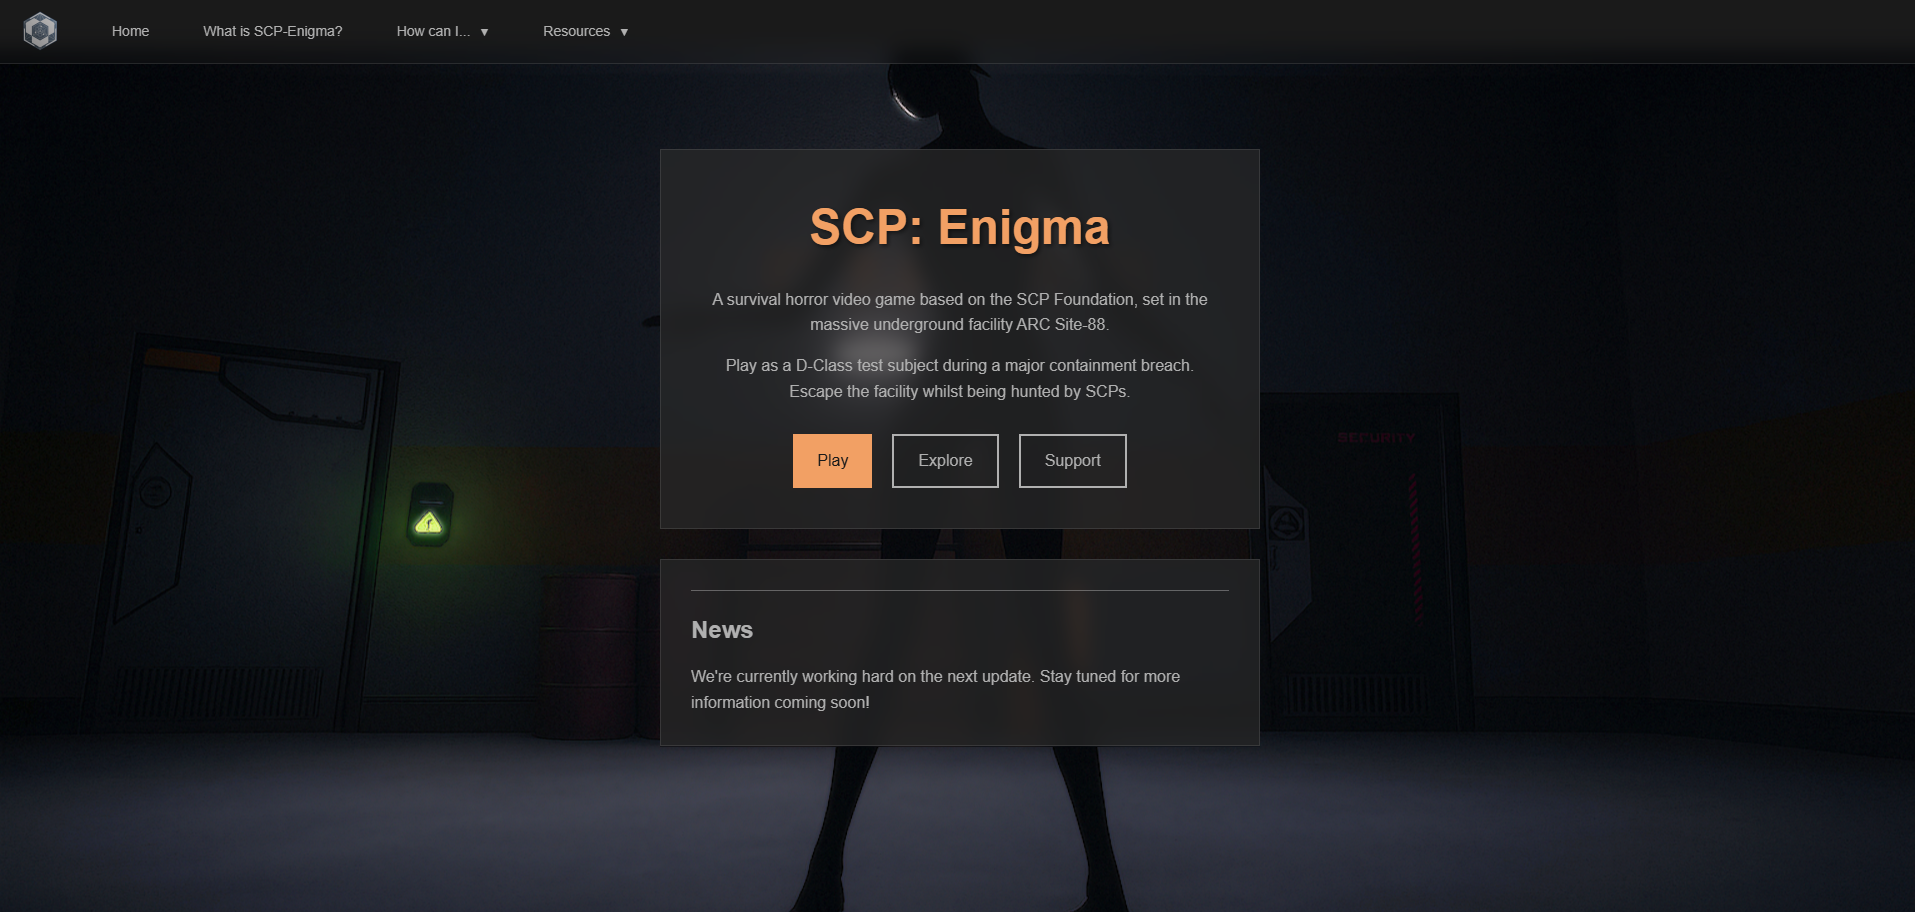 Home
What is SCP-Enigma?
How can I... ▼
Resources ▼
SCP: Enigma
A survival horror video game based on the SCP Foundation, set in the
massive underground facility ARC Site-88.
Play as a D-Class test subject during a major containment breach.
Escape the facility whilst being hunted by SCPs.
Play
Explore
Support
SECURITY
News
We're currently working hard on the next update. Stay tuned for more
information coming soon!